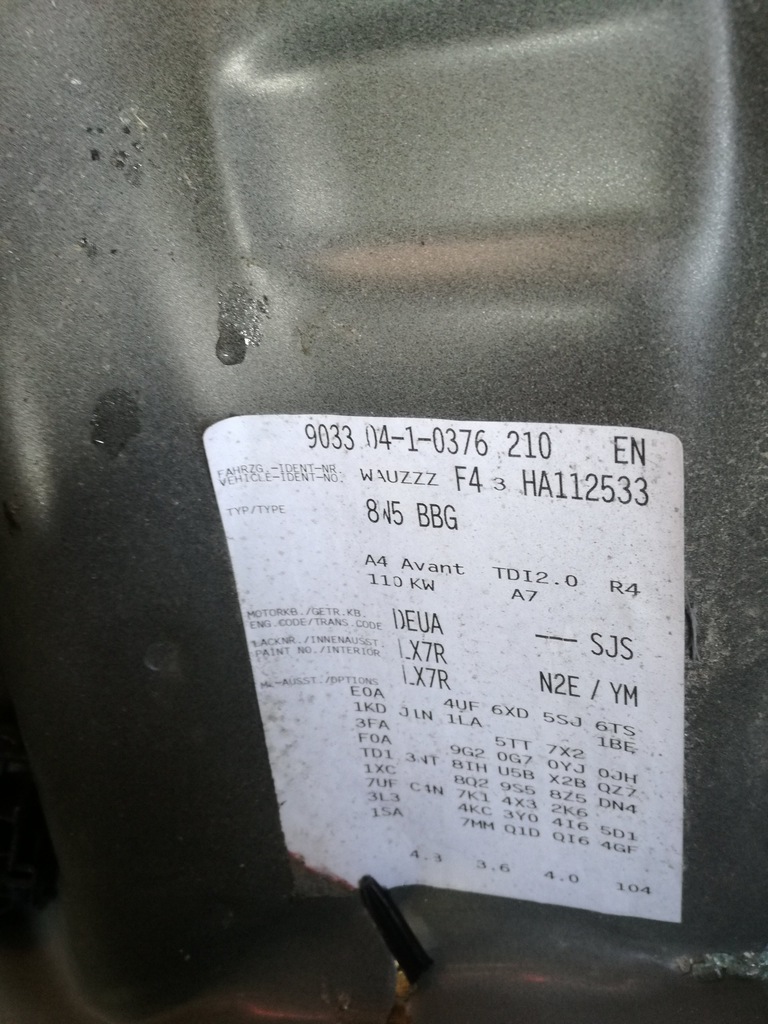 9033 04-1-0376 210 EN
FAHRZG.-IDENT-NR.
VEHICLE-IDENT-NO. WAUZZZ F4 3 HA112533
TYP/TYPE 8W5 BBG
A4 Avant TDI2.0 R4
110 KW A7
MOTORKB./GETR.KB.
ENG.CODE/TRANS.CODE DEUA --- SJS
LACKNR./INNENAUSST. LX7R
PAINT NO./INTERIOR LX7R N2E / YM
M.-AUSST./OPTIONS
E0A 4UF 6XD 5SJ 6TS
1KD J1N 1LA 1BE
3FA 5TT 7X2
F0A 9G2 0G7 0YJ 0JH
TD1 3NT 8IH U5B X2B QZ7
1XC 8Q2 9S5 8Z5 DN4
7UF C4N 7K1 4X3 2K6
3L3 4KC 3Y0 4I6 5D1
1SA 7MM Q1D QI6 4GF
4.3 3.6 4.0 104